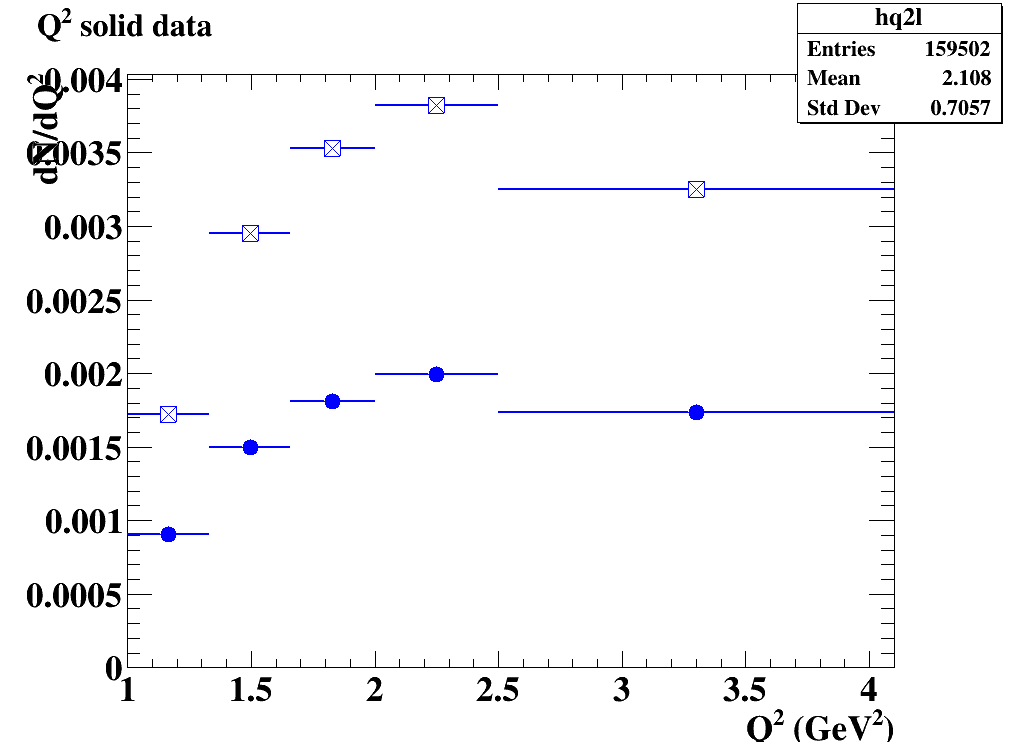 Q² solid data
hq2l
Entries 159502
Mean 2.108
Std Dev 0.7057
dN/dQ²
0.004
0.0035
0.003
0.0025
0.002
0.0015
0.001
0.0005
0
1 1.5 2 2.5 3 3.5 4
Q² (GeV²)